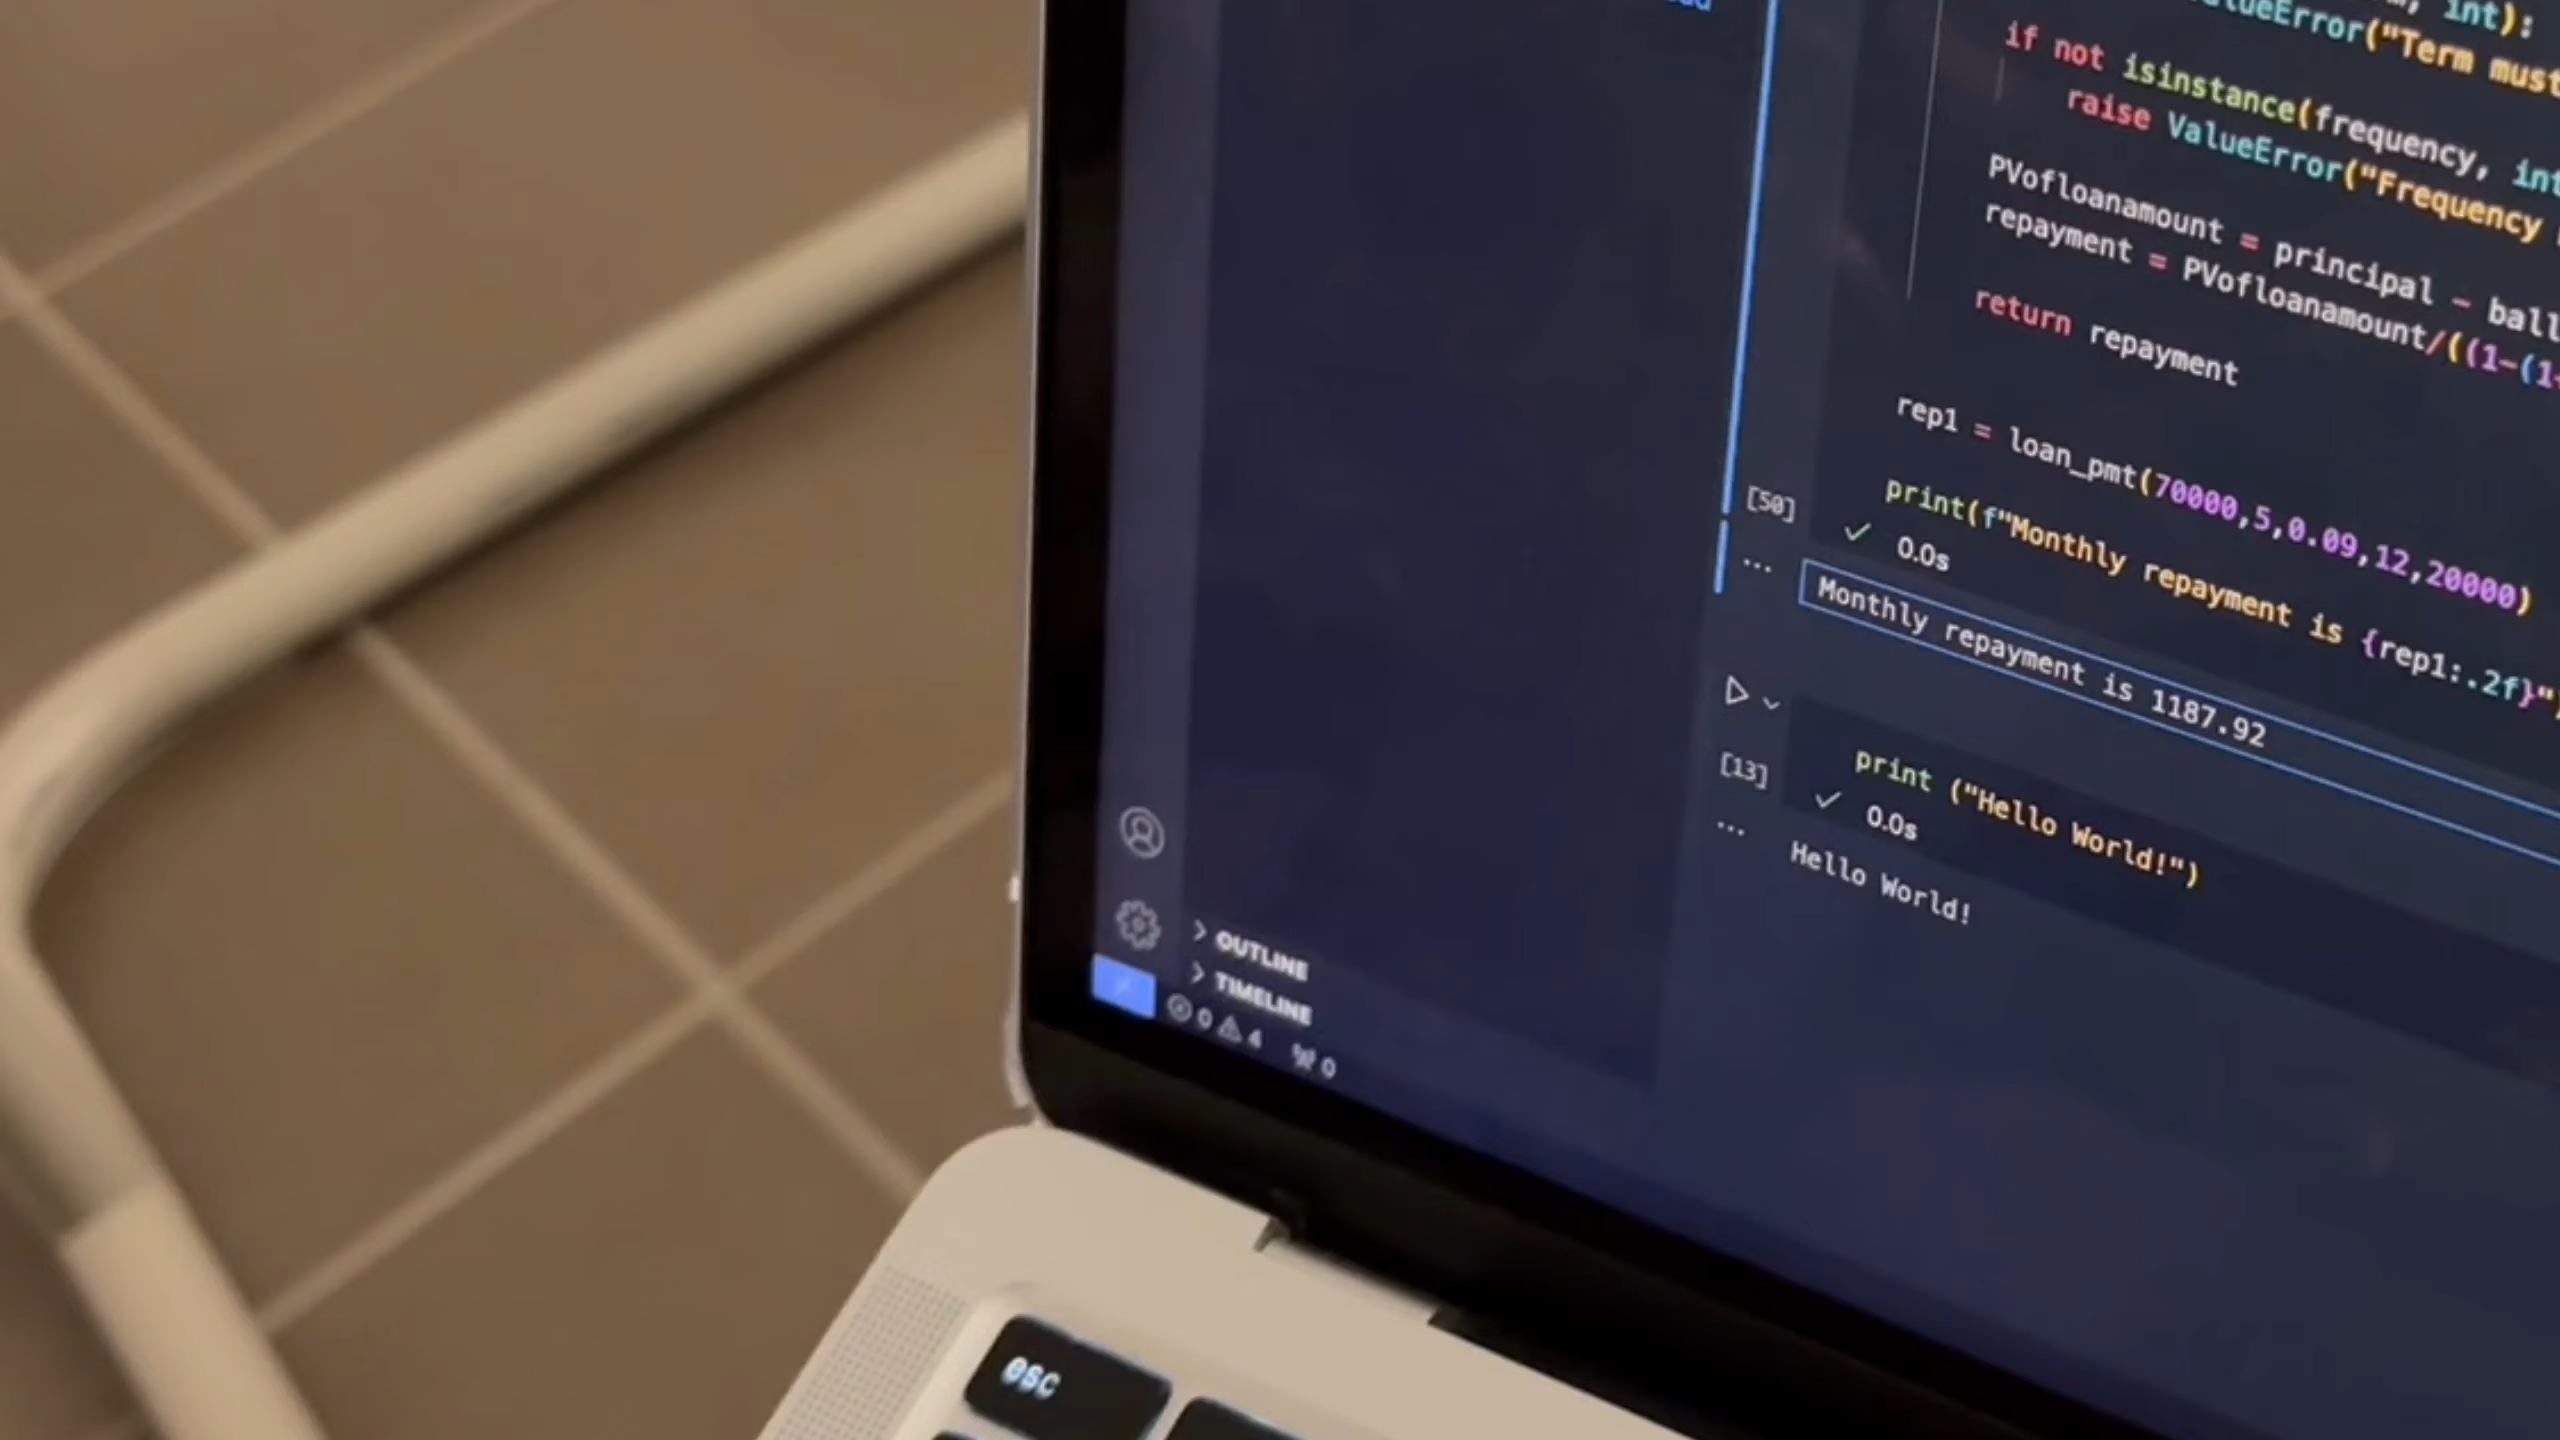 int):
ValueError("Term must
if not isinstance(frequency, int
raise ValueError("Frequency
PVofloanamount = principal - ball
repayment = PVofloanamount/((1-(1+
return repayment
rep1 = loan_pmt(70000,5,0.09,12,20000)
print(f"Monthly repayment is {rep1:.2f}")
[50]
0.0s
Monthly repayment is 1187.92
print ("Hello World!")
[13]
0.0s
Hello World!
OUTLINE
TIMELINE
0 4 0
esc